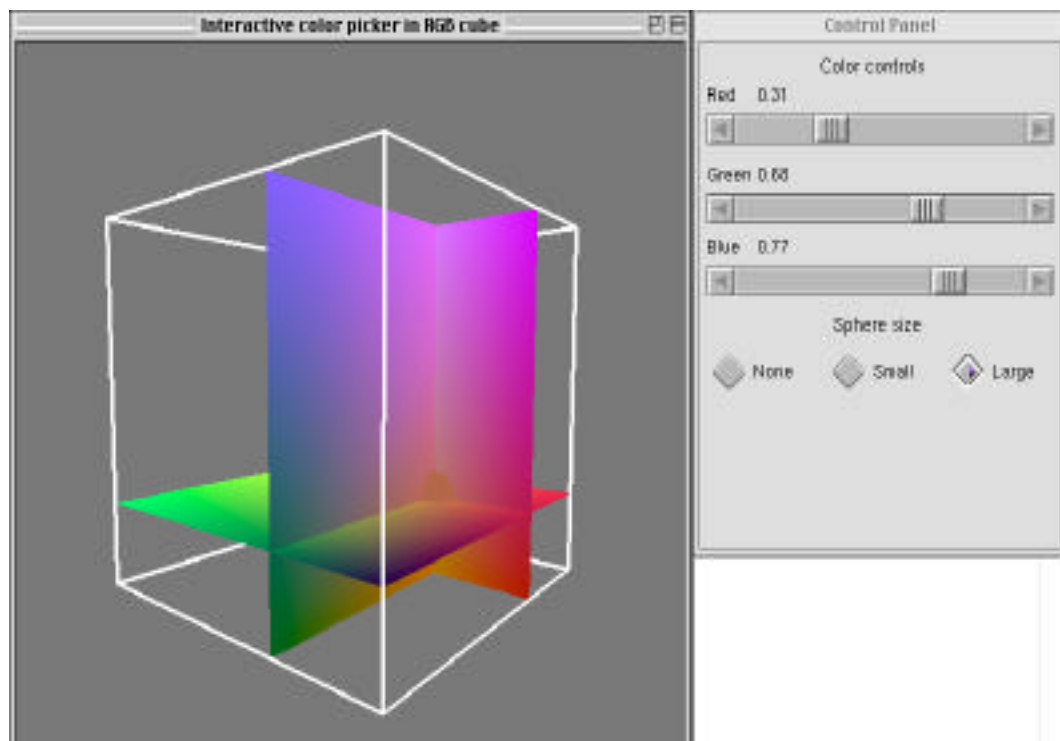 Interactive color picker in RGB cube
Control Panel
Color controls
Red 0.31
Green 0.68
Blue 0.77
Sphere size
None Small Large